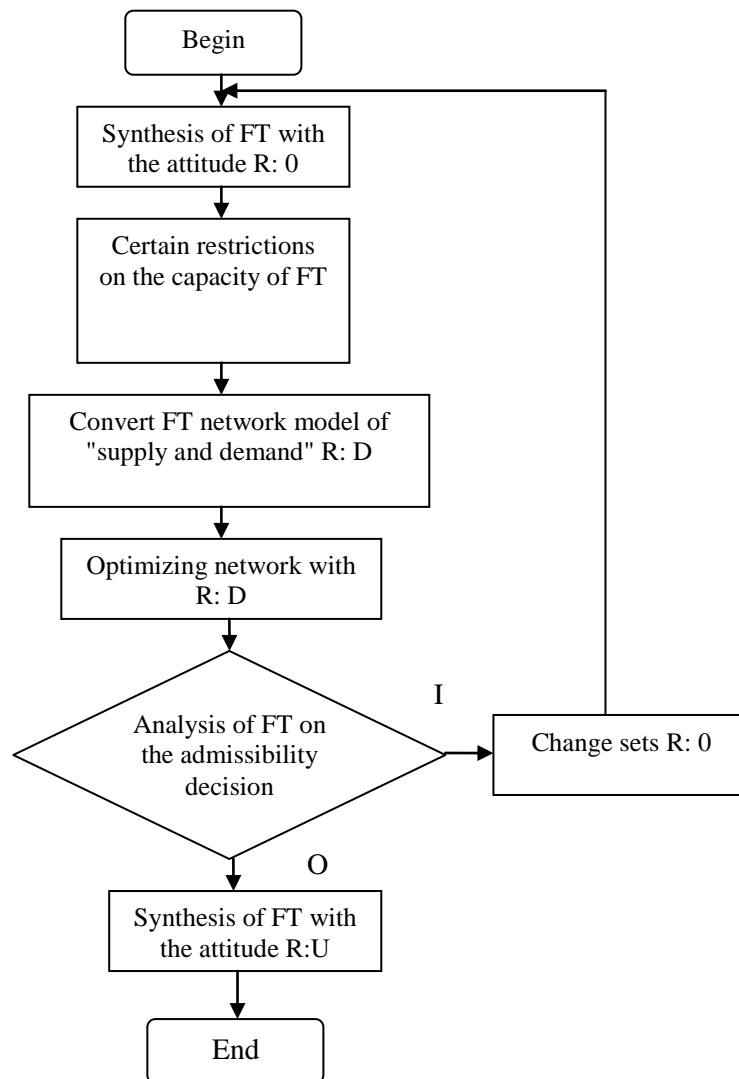 Begin
Synthesis of FT with
the attitude R: 0
Certain restrictions
on the capacity of FT
Convert FT network model of
"supply and demand" R: D
Optimizing network with
R: D
I
Analysis of FT on
the admissibility
decision
Change sets R: 0
O
Synthesis of FT with
the attitude R:U
End